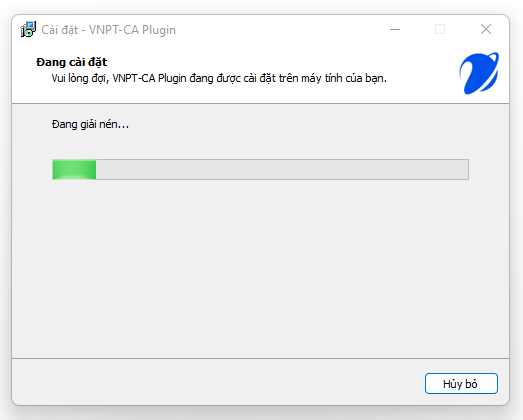 Cài đặt - VNPT-CA Plugin
Đang cài đặt
Vui lòng đợi, VNPT-CA Plugin đang được cài đặt trên máy tính của bạn.
Đang giải nén...
Hủy bỏ